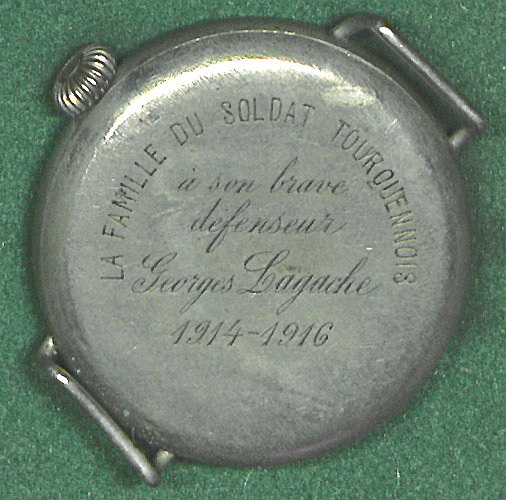 LA FAMILLE DU SOLDAT TOURQUENNOIS
à son brave
défenseur
Georges Lagache
1914-1916